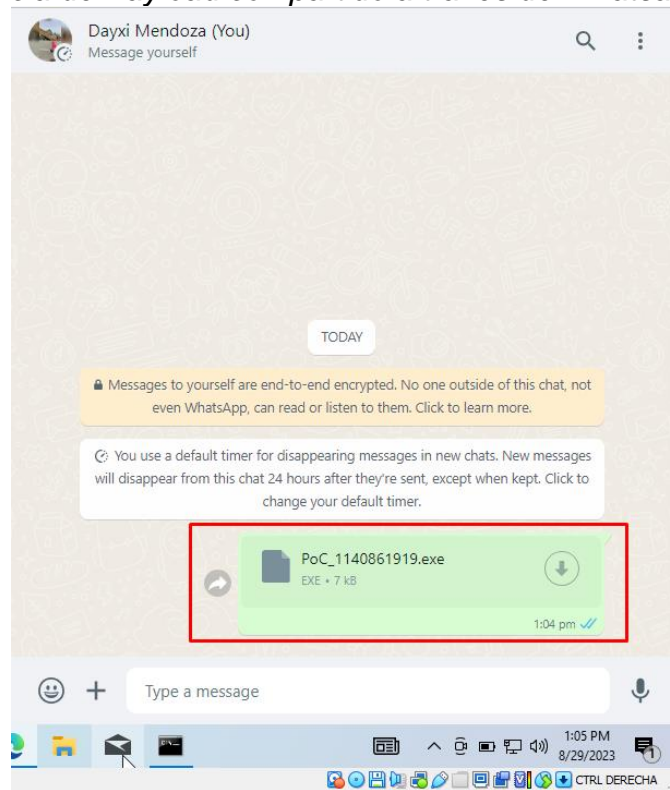 Dayxi Mendoza (You)
Message yourself
TODAY
Messages to yourself are end-to-end encrypted. No one outside of this chat, not
even WhatsApp, can read or listen to them. Click to learn more.
You use a default timer for disappearing messages in new chats. New messages
will disappear from this chat 24 hours after they're sent, except when kept. Click to
change your default timer.
PoC_1140861919.exe
EXE • 7 kB
1:04 pm
Type a message
1:05 PM
8/29/2023
1
CTRL DERECHA